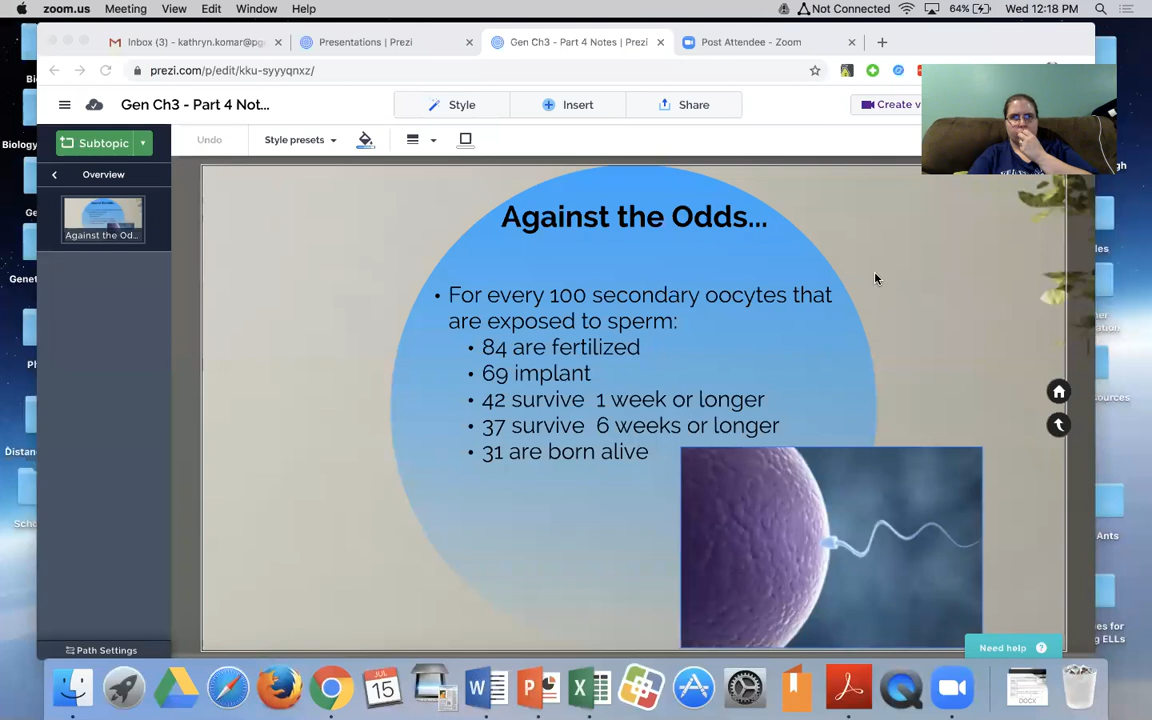 zoom.us Meeting View Edit Window Help Not Connected 64% Wed 12:18 PM
Inbox (3) - kathryn.komar@pg Presentations | Prezi Gen Ch3 - Part 4 Notes | Prezi Post Attendee - Zoom
prezi.com/p/edit/kku-syyyqnxz/
Gen Ch3 - Part 4 Not... Style Insert Share Create v
Subtopic Undo Style presets
Overview
Against the Od...
Against the Odds...
• For every 100 secondary oocytes that
are exposed to sperm:
• 84 are fertilized
• 69 implant
• 42 survive 1 week or longer
• 37 survive 6 weeks or longer
• 31 are born alive
Path Settings
Need help ?
JUL
15
DOCX